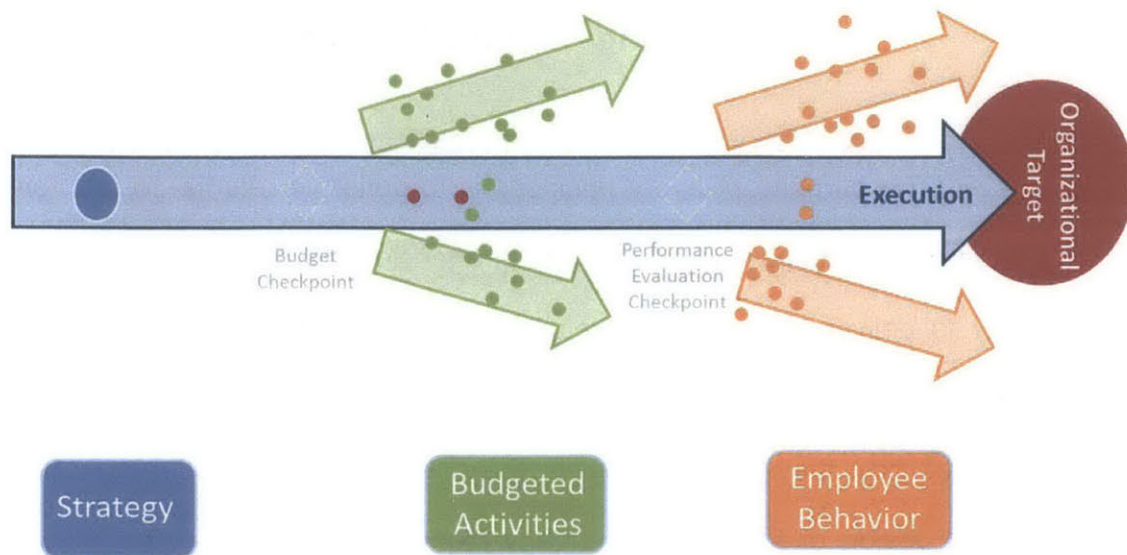 Execution
Organizational
Target
Budget
Checkpoint
Performance
Evaluation
Checkpoint
Strategy
Budgeted
Activities
Employee
Behavior